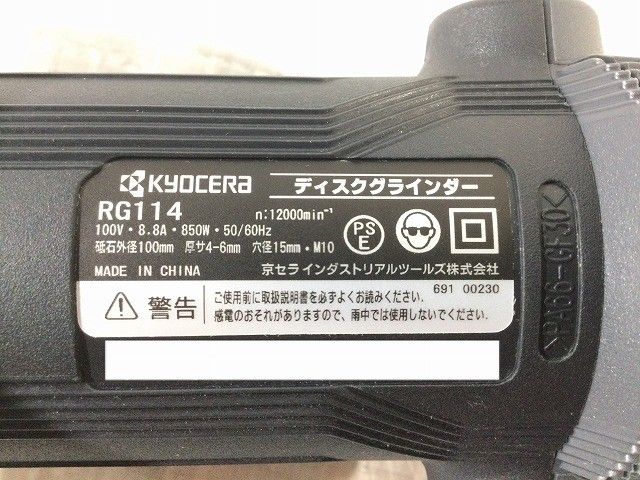 KYOCERA ディスクグラインダー
RG114 n:12000min⁻¹
100V・8.8A・850W・50/60Hz
砥石外径100mm 厚サ4-6mm 穴径15mm・M10
PS
E
MADE IN CHINA 京セラインダストリアルツールズ株式会社
警告
ご使用前に取扱説明書を必ずよくお読みください。 691 00230
感電のおそれがありますので、雨中では使用しないでください。
>PA66-GF30<